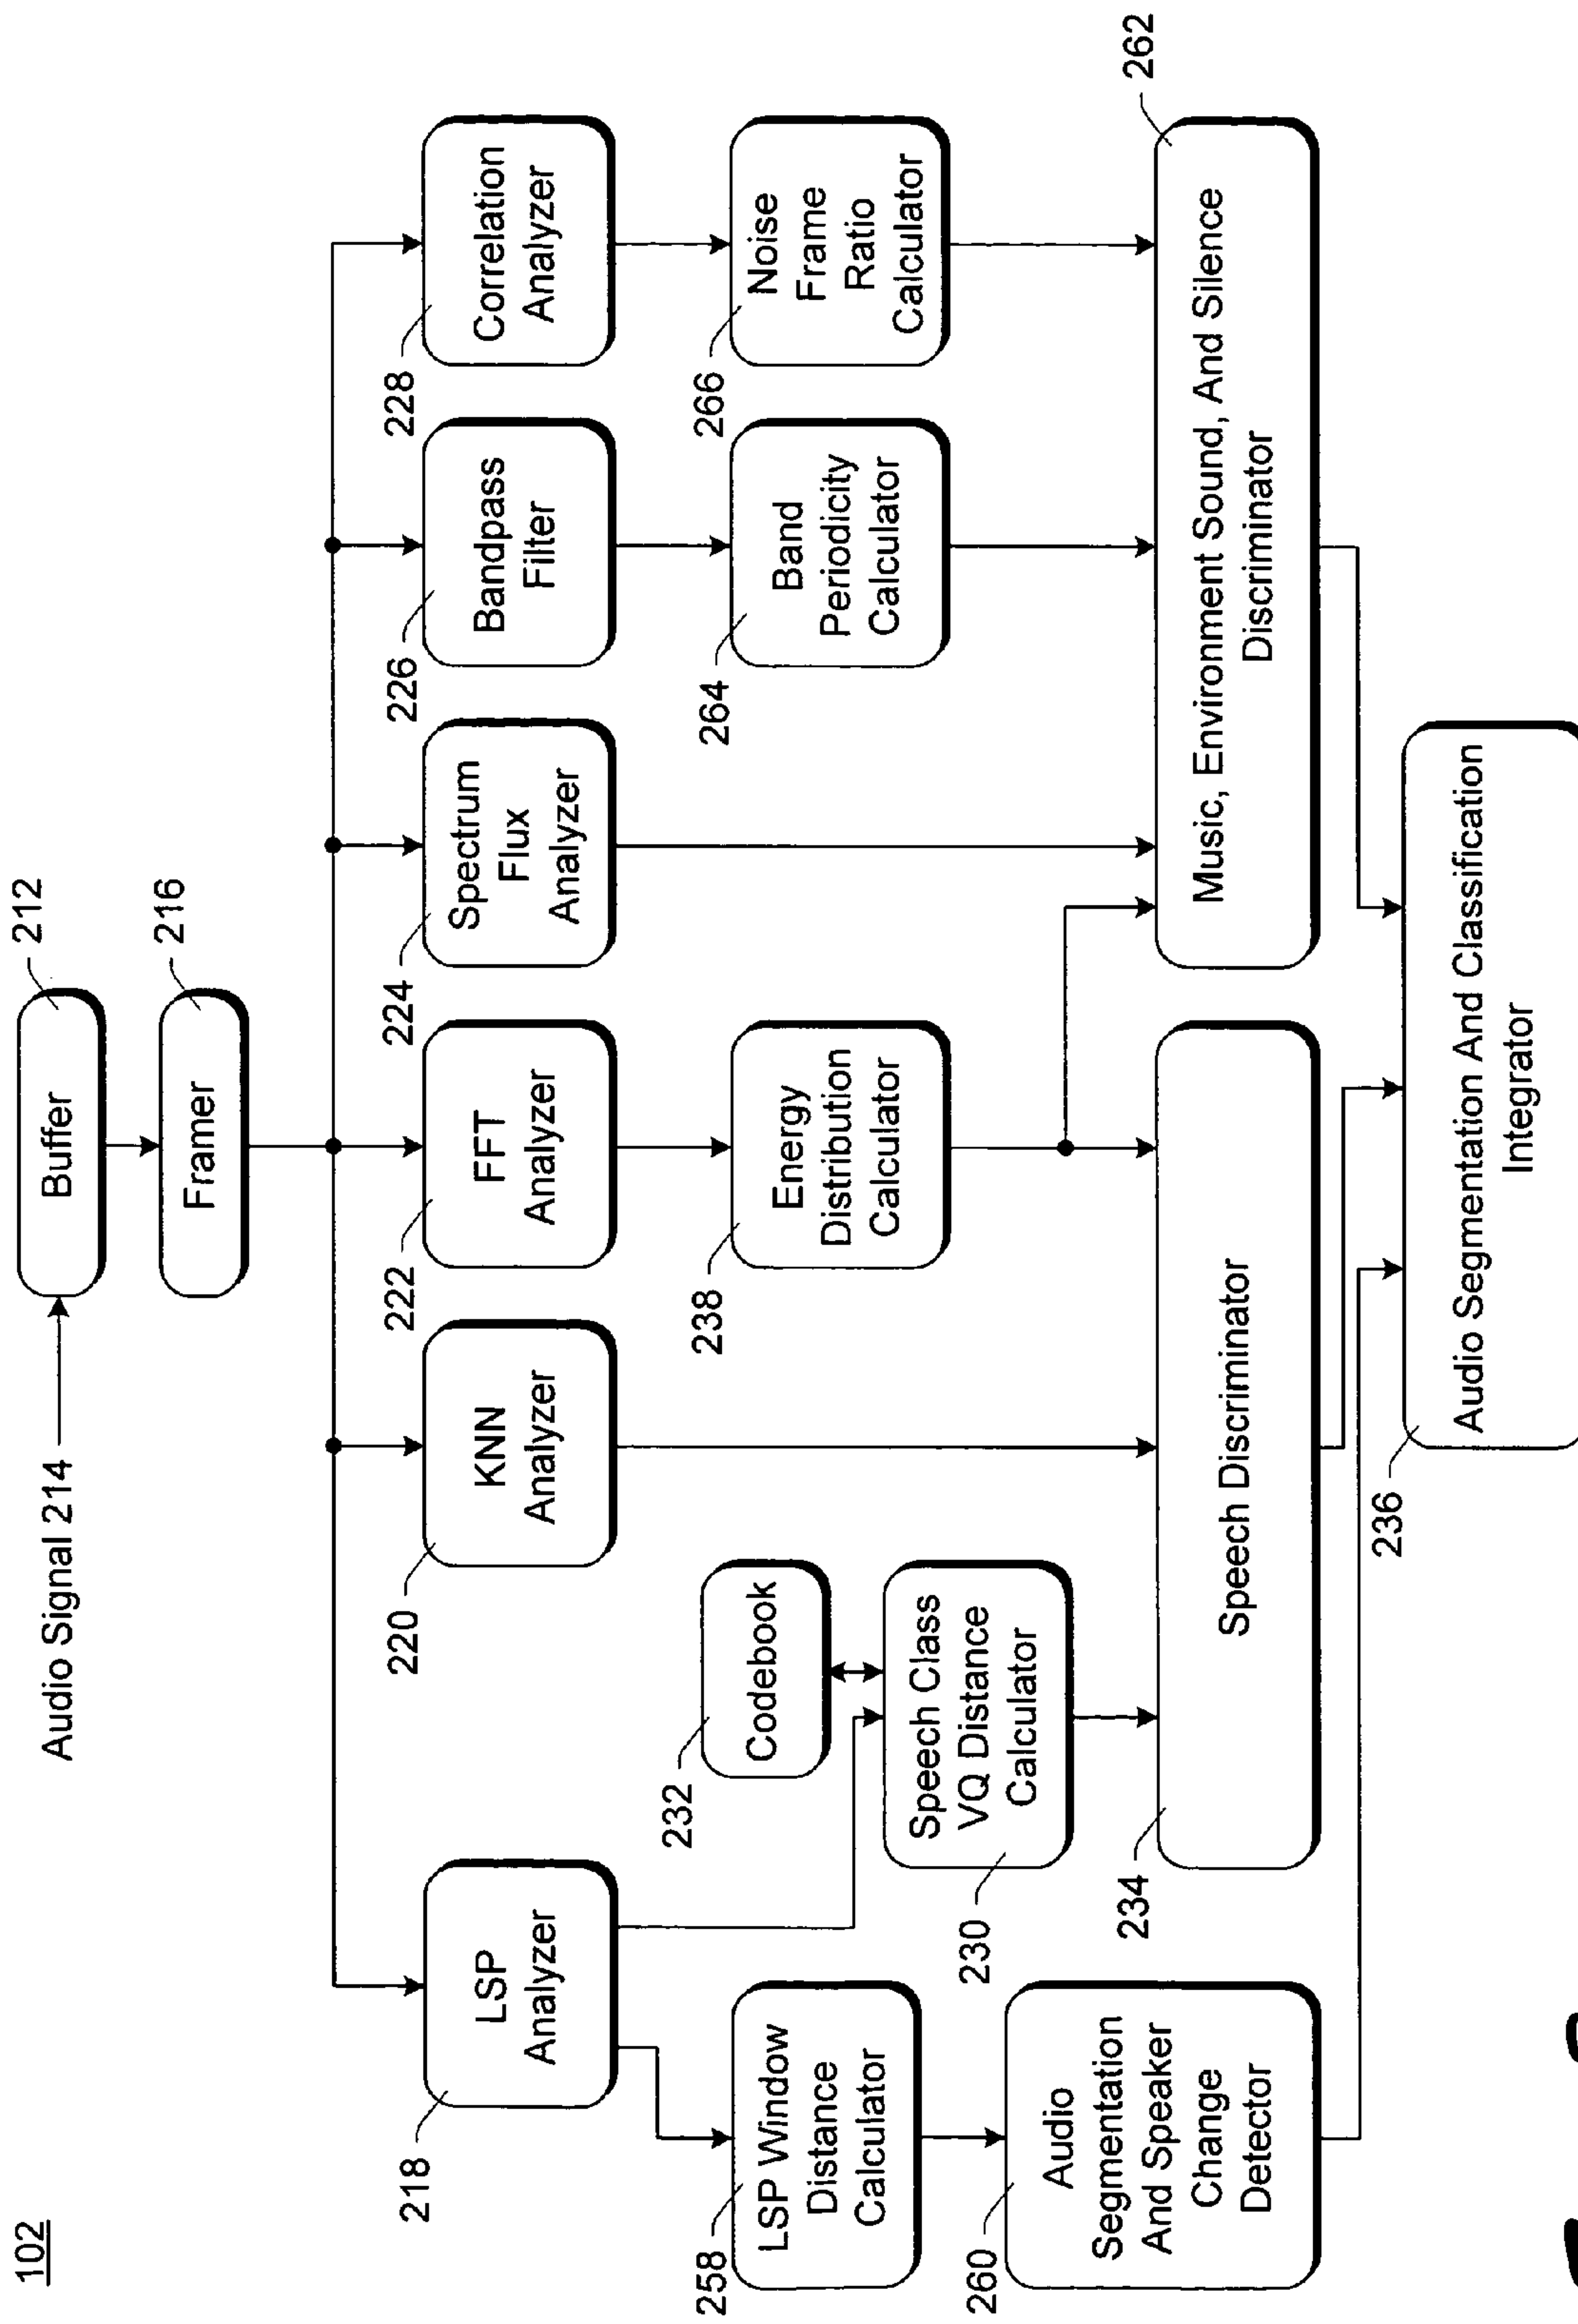 102
Audio Signal 214
Buffer
212
Framer
216
LSP
Analyzer
218
KNN
Analyzer
220
FFT
Analyzer
222
Spectrum
Flux
Analyzer
224
Bandpass
Filter
226
Correlation
Analyzer
228
LSP Window
Distance
Calculator
258
Codebook
232
Speech Class
VQ Distance
Calculator
230
Energy
Distribution
Calculator
238
Band
Periodicity
Calculator
264
Noise
Frame
Ratio
Calculator
266
Audio
Segmentation
And Speaker
Change
Detector
260
Speech Discriminator
234
Music, Environment Sound, And Silence
Discriminator
262
Audio Segmentation And Classification
Integrator
236